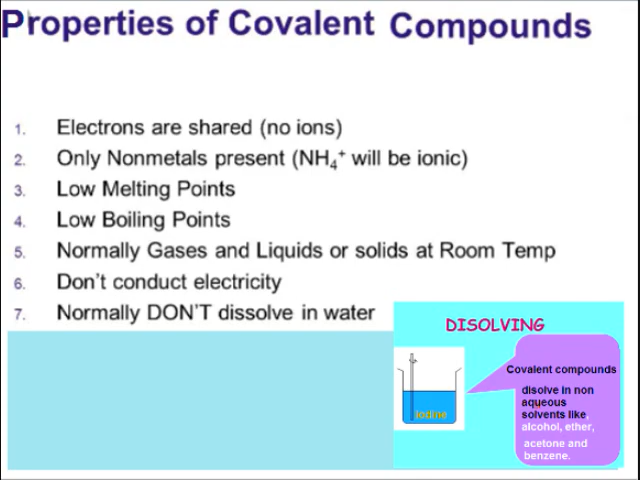 Properties of Covalent Compounds
1. Electrons are shared (no ions)
2. Only Nonmetals present (NH₄⁺ will be ionic)
3. Low Melting Points
4. Low Boiling Points
5. Normally Gases and Liquids or solids at Room Temp
6. Don't conduct electricity
7. Normally DON'T dissolve in water
DISOLVING
Covalent compounds
disolve in non
aqueous
solvents like
alcohol, ether,
acetone and
benzene.
iodine